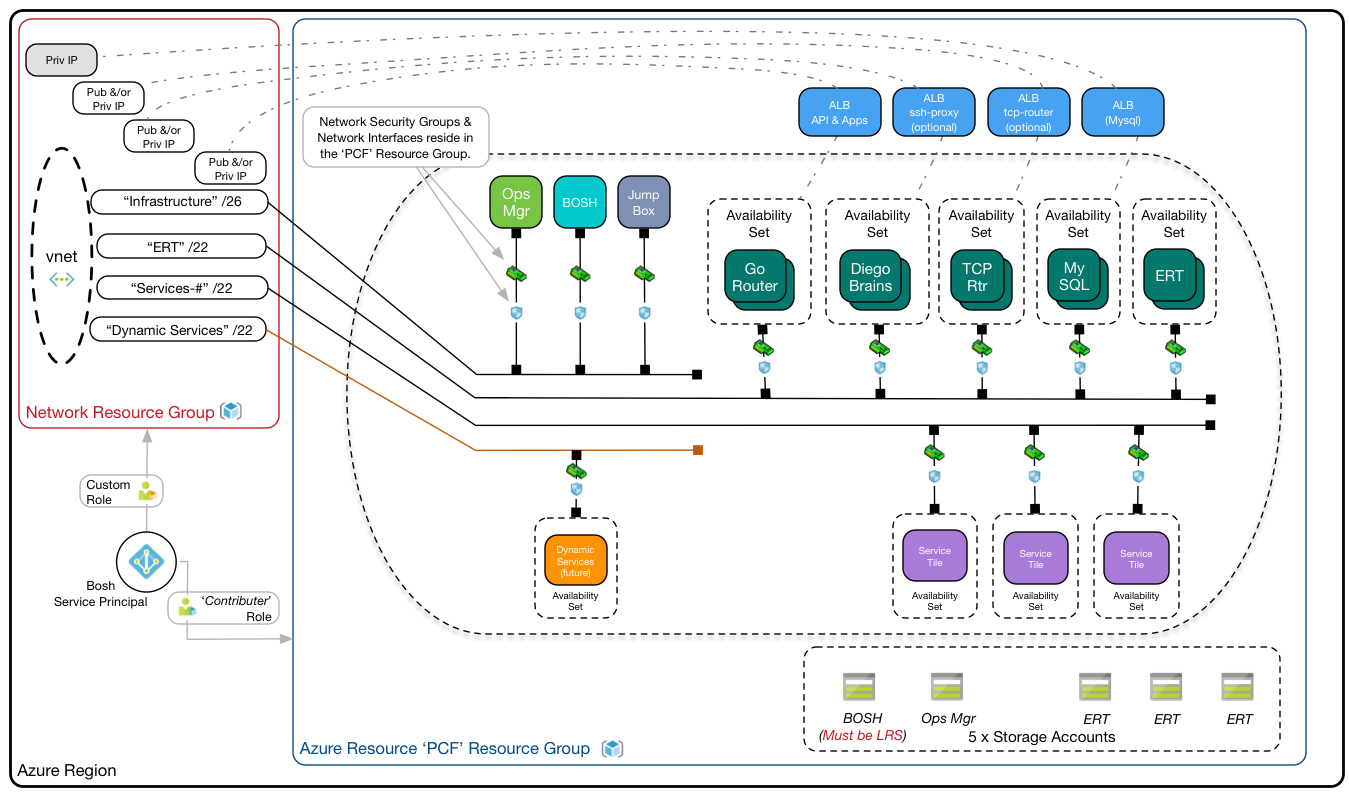 Priv IP
Pub &/or
Priv IP
Pub &/or
Priv IP
Pub &/or
Priv IP
vnet
“Infrastructure” /26
“ERT” /22
“Services-#” /22
“Dynamic Services” /22
Network Resource Group
Custom
Role
Bosh
Service Principal
‘Contributer’
Role
Azure Region
Network Security Groups &
Network Interfaces reside in
the ‘PCF’ Resource Group.
ALB
API & Apps
ALB
ssh-proxy
(optional)
ALB
tcp-router
(optional)
ALB
(Mysql)
Ops
Mgr
BOSH
Jump
Box
Availability
Set
Go
Router
Availability
Set
Diego
Brains
Availability
Set
TCP
Rtr
Availability
Set
My
SQL
Availability
Set
ERT
Dynamic
Services
(future)
Availability
Set
Service
Tile
Availability
Set
Service
Tile
Availability
Set
Service
Tile
Availability
Set
BOSH
(Must be LRS)
Ops Mgr
ERT
ERT
ERT
5 x Storage Accounts
Azure Resource ‘PCF’ Resource Group